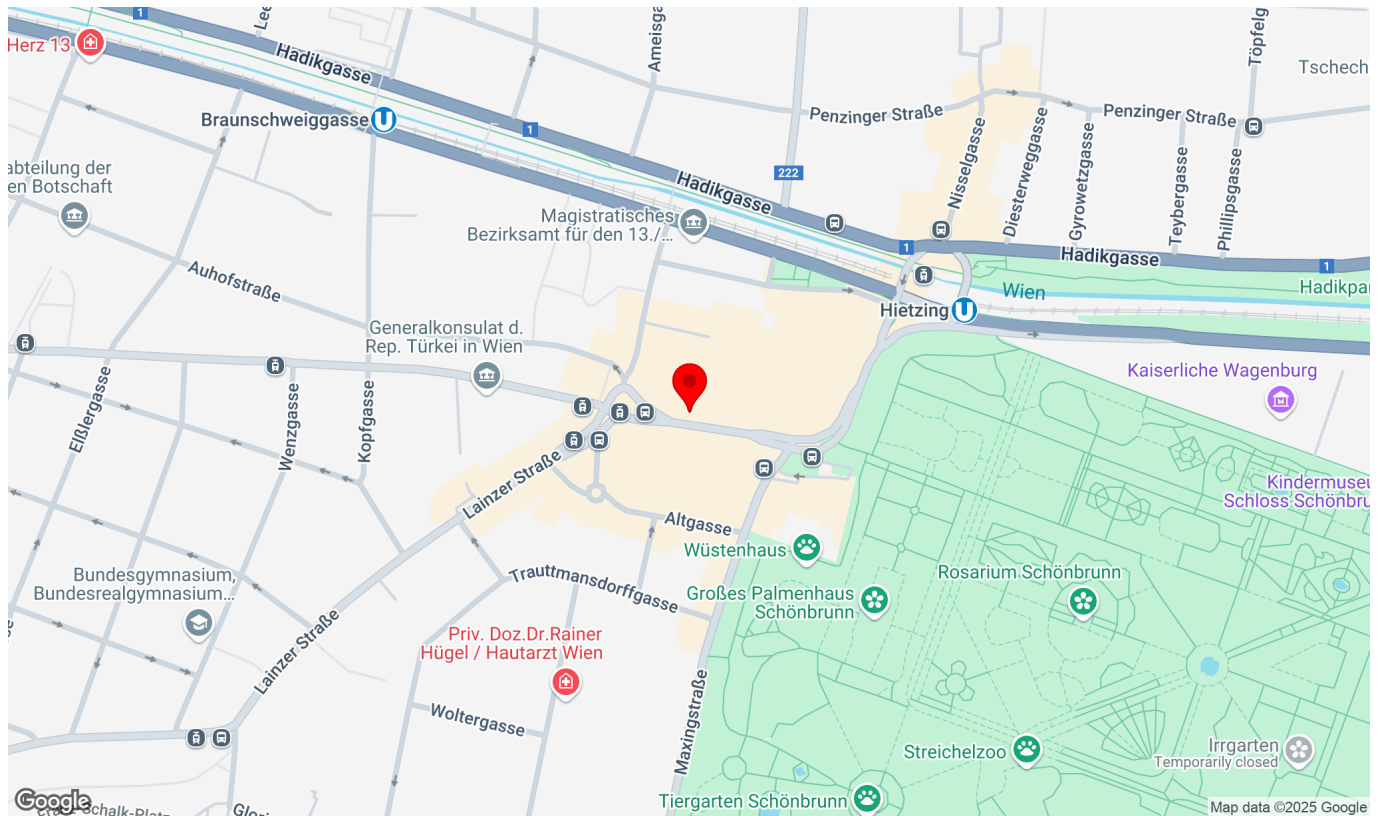 1
Hadikgasse
Herz 13
Ameisga
Töpfelg
Tschech
Penzinger Straße
Penzinger Straße
Braunschweiggasse
U
1
222
Nisselgasse
Diesterweggasse
Gyrowetzgasse
Teybergasse
Phillipsgasse
abteilung der
en Botschaft
Hadikgasse
Magistratisches
Bezirksamt für den 13./...
1
Hadikgasse
1
Auhofstraße
Wien
Hadikpar
Hietzing
U
Generalkonsulat d.
Rep. Türkei in Wien
Kaiserliche Wagenburg
Elßlergasse
Wenzgasse
Kopfgasse
Lainzer Straße
Kindermuseu
Schloss Schönbru
Altgasse
Wüstenhaus
Bundesgymnasium,
Bundesrealgymnasium...
Trauttmansdorffgasse
Großes Palmenhaus
Schönbrunn
Rosarium Schönbrunn
Priv. Doz.Dr.Rainer
Hügel / Hautarzt Wien
Lainzer Straße
Maxingstraße
Woltergasse
Streichelzoo
Irrgarten
Temporarily closed
Tiergarten Schönbrunn
Google
-Schalk-Platz
Glori
Map data ©2025 Google